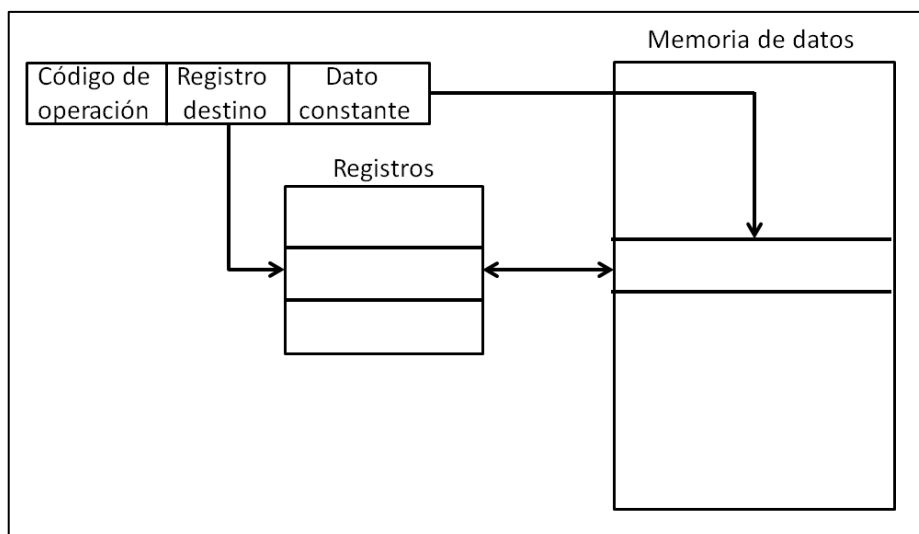 Memoria de datos
Código de
operación
Registro
destino
Dato
constante
Registros